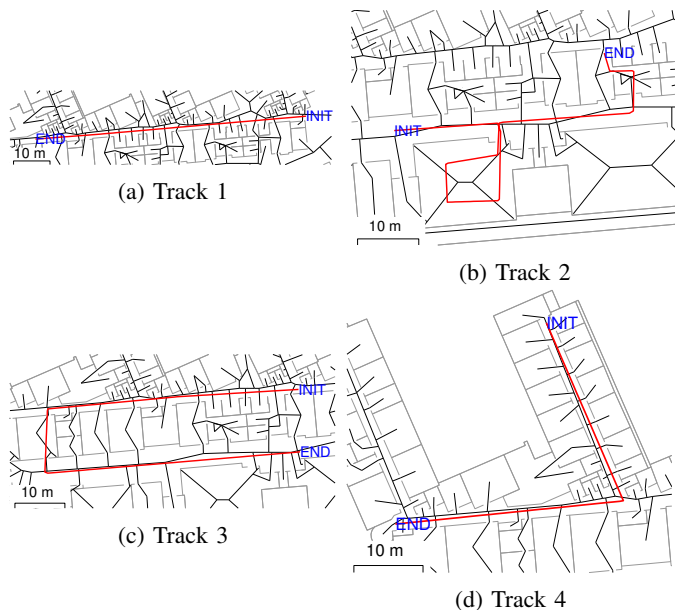 INIT
END
10 m
(a) Track 1
END
INIT
10 m
(b) Track 2
INIT
END
10 m
(c) Track 3
INIT
END
10 m
(d) Track 4